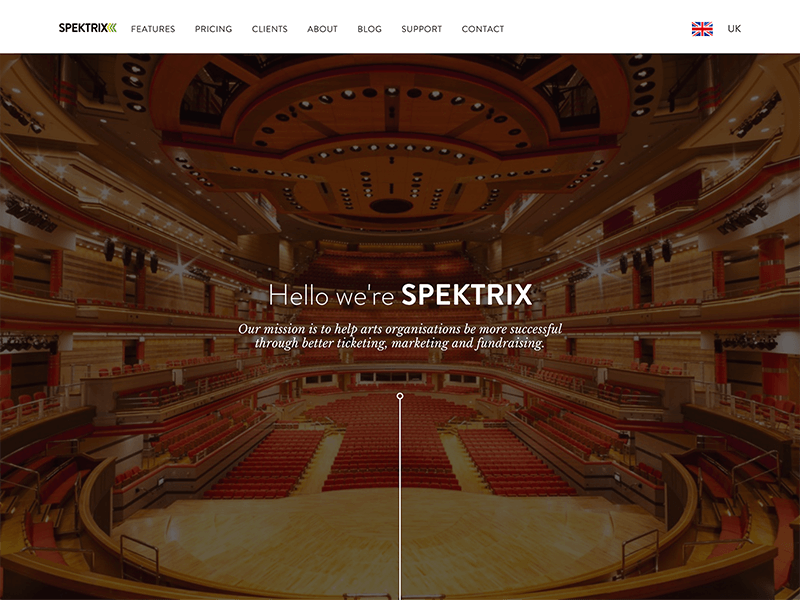 SPEKTRIX FEATURES PRICING CLIENTS ABOUT BLOG SUPPORT CONTACT UK
Hello we're SPEKTRIX
Our mission is to help arts organisations be more successful
through better ticketing, marketing and fundraising.